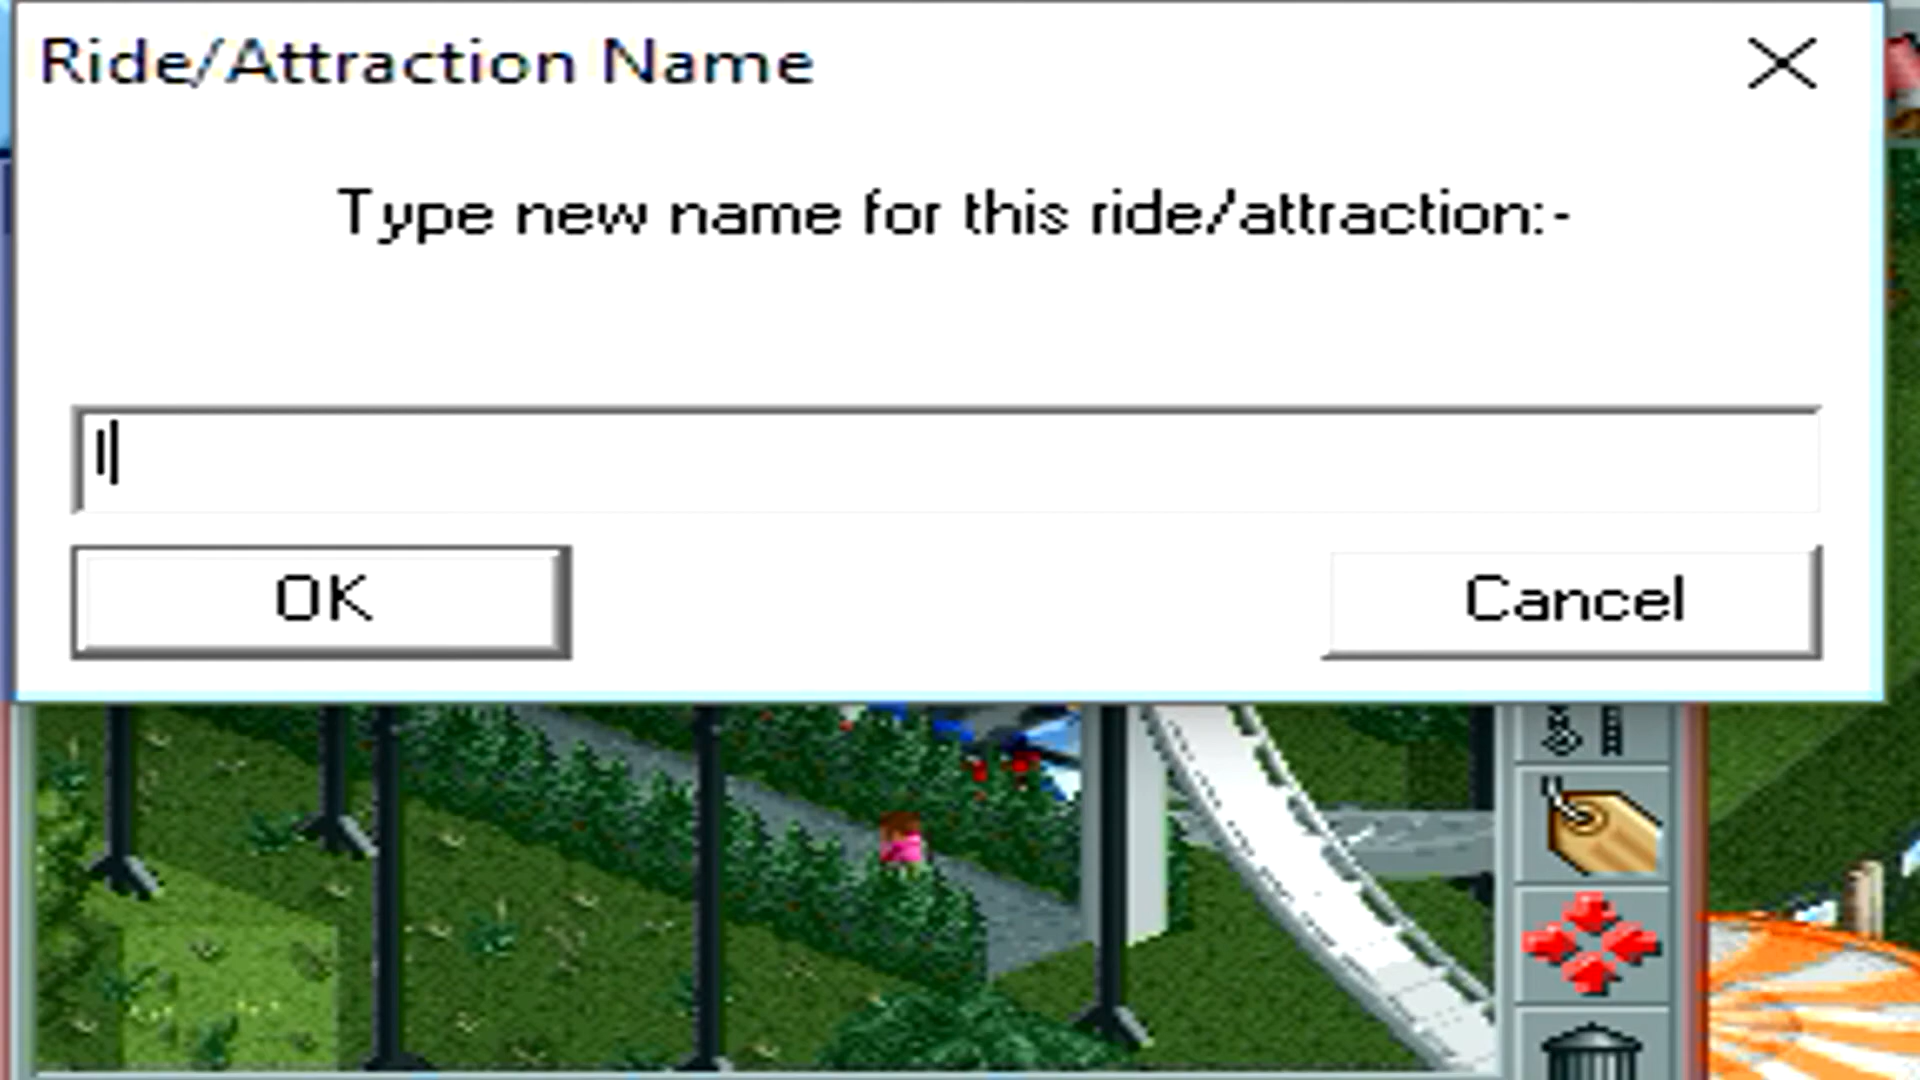 Ride/Attraction Name
Type new name for this ride/attraction:-
I
OK
Cancel